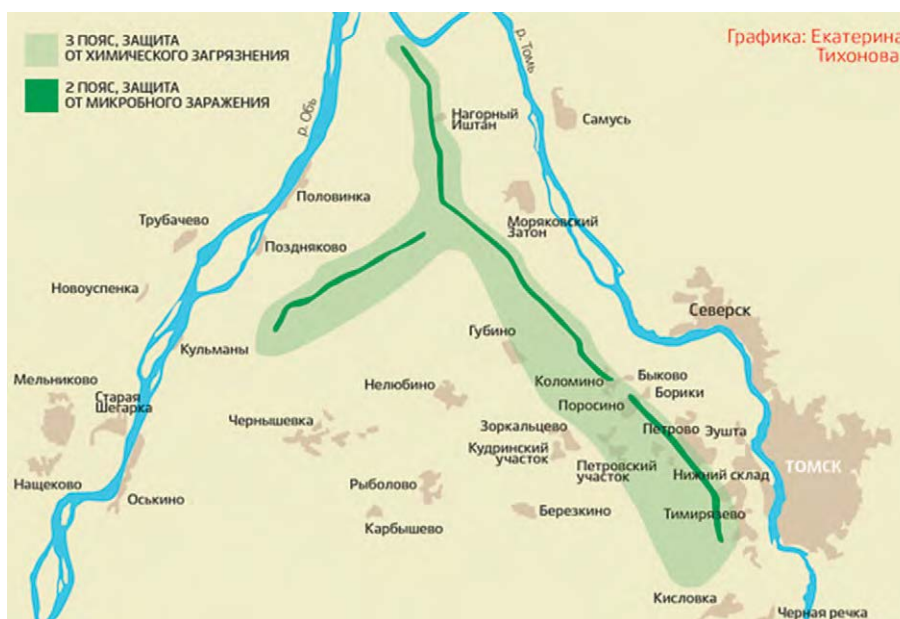 3 ПОЯС, ЗАЩИТА
ОТ ХИМИЧЕСКОГО ЗАГРЯЗНЕНИЯ
2 ПОЯС, ЗАЩИТА
ОТ МИКРОБНОГО ЗАРАЖЕНИЯ
Графика: Екатерина
Тихонова
р. Томь
р. Обь
Нагорный
Иштан
Самусь
Половинка
Трубачево
Моряковский
Затон
Поздняково
Новоуспенка
Северск
Губино
Кульманы
Мельниково
Нелюбино
Коломино
Быково
Борики
Старая
Шегарка
Поросино
Чернышевка
Зоркальцево
Петрово
Зушта
Кудринский
участок
Петровский
участок
Нижний склад
ТОМСК
Нащеково
Оськино
Рыболово
Березкино
Тимирязево
Карбышево
Кисловка
Черная речка